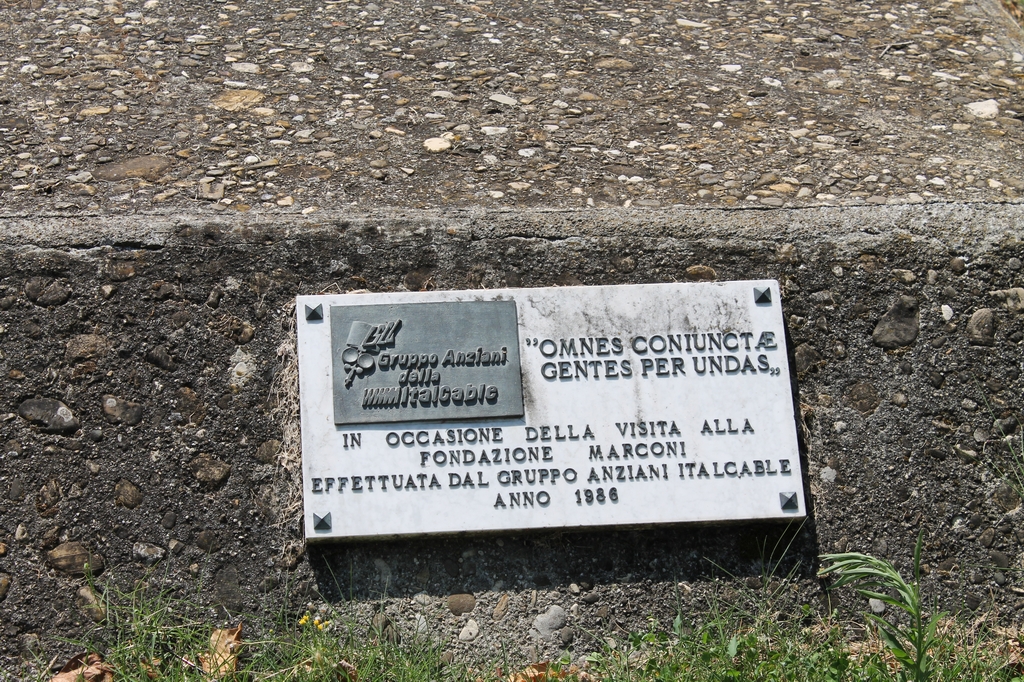 Gruppo Anziani
della
Italcable
"OMNES CONIUNCTÆ
GENTES PER UNDAS„
IN OCCASIONE DELLA VISITA ALLA
FONDAZIONE MARCONI
EFFETTUATA DAL GRUPPO ANZIANI ITALCABLE
ANNO 1986